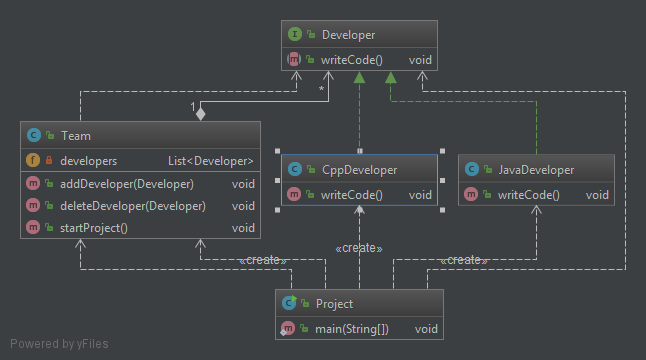 I Developer
m writeCode() void
1
*
C Team
f developers List<Developer>
m addDeveloper(Developer) void
m deleteDeveloper(Developer) void
m startProject() void
C CppDeveloper
m writeCode() void
C JavaDeveloper
m writeCode() void
«create»
«create»
«create»
C Project
m main(String[]) void
Powered by yFiles